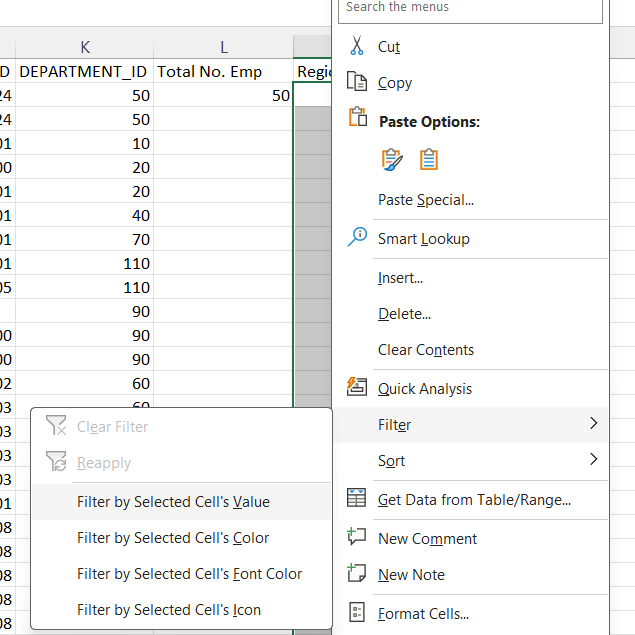 Search the menus
K L
Cut
D DEPARTMENT_ID Total No. Emp Regic
24 50 50
Copy
24 50
Paste Options:
01 10
00 20
01 20
Paste Special...
01 40
01 70
Smart Lookup
01 110
Insert...
05 110
90
Delete...
00 90
Clear Contents
00 90
02 60
Quick Analysis
03 60
Clear Filter
Filter
03
03
Reapply
Sort
03
01
Filter by Selected Cell's Value
Get Data from Table/Range...
08
Filter by Selected Cell's Color
New Comment
08
08
Filter by Selected Cell's Font Color
New Note
08
Filter by Selected Cell's Icon
Format Cells...
08